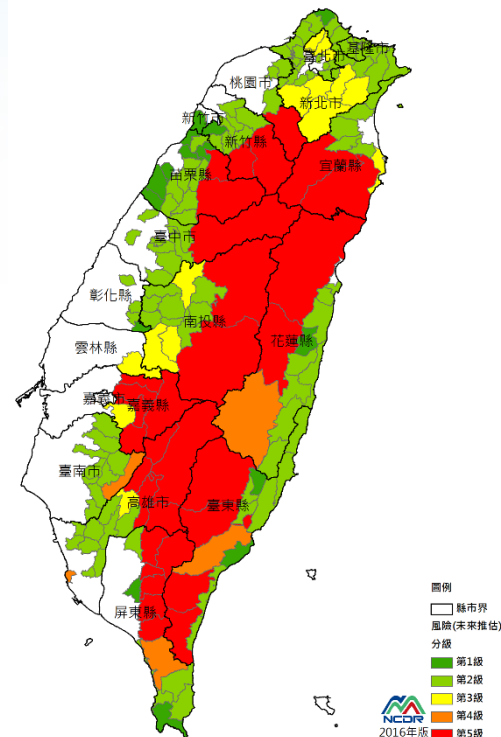 基隆市
臺北市
桃園市
新北市
新竹市
新竹縣
宜蘭縣
苗栗縣
臺中市
彰化縣
南投縣
雲林縣
花蓮縣
嘉義市
嘉義縣
臺南市
高雄市
臺東縣
屏東縣
圖例
縣市界
風險(未來推估)
分級
第1級
第2級
第3級
第4級
第5級
NCDR
2016年版